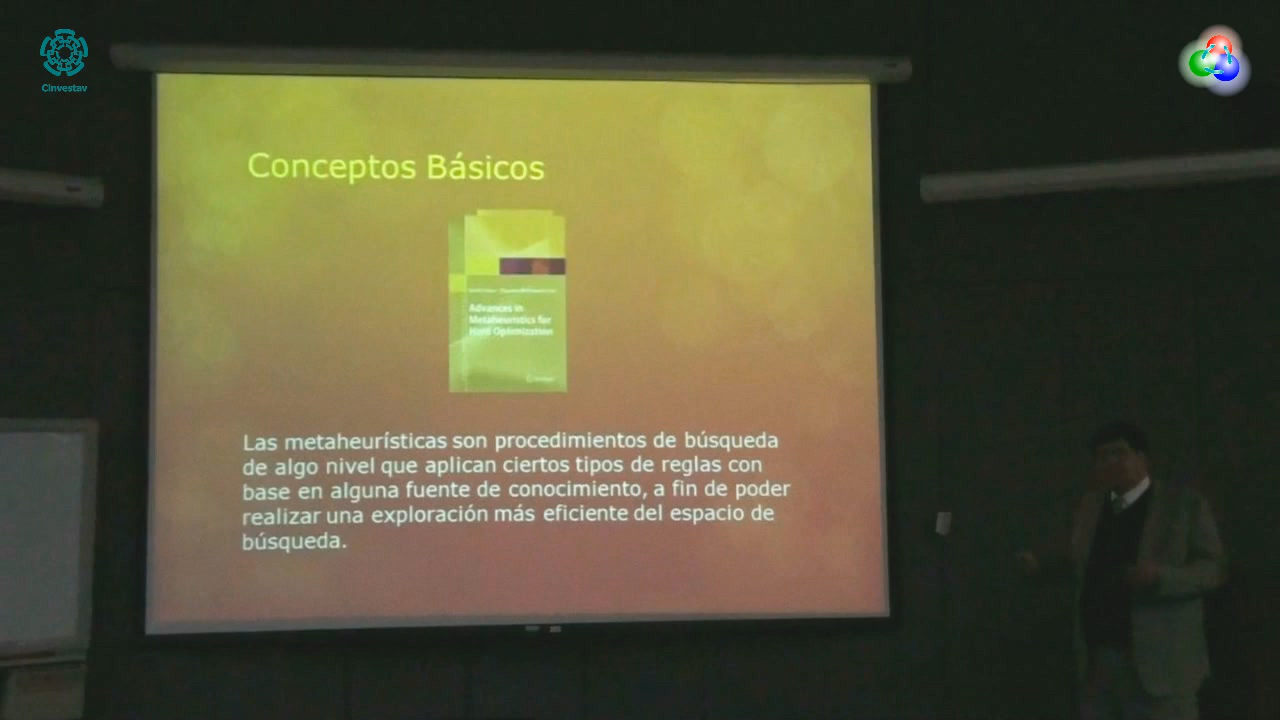 Cinvestav
Conceptos Básicos
Advances in
Metaheuristics for
Hard Optimization
Las metaheurísticas son procedimientos de búsqueda
de algo nivel que aplican ciertos tipos de reglas con
base en alguna fuente de conocimiento, a fin de poder
realizar una exploración más eficiente del espacio de
búsqueda.